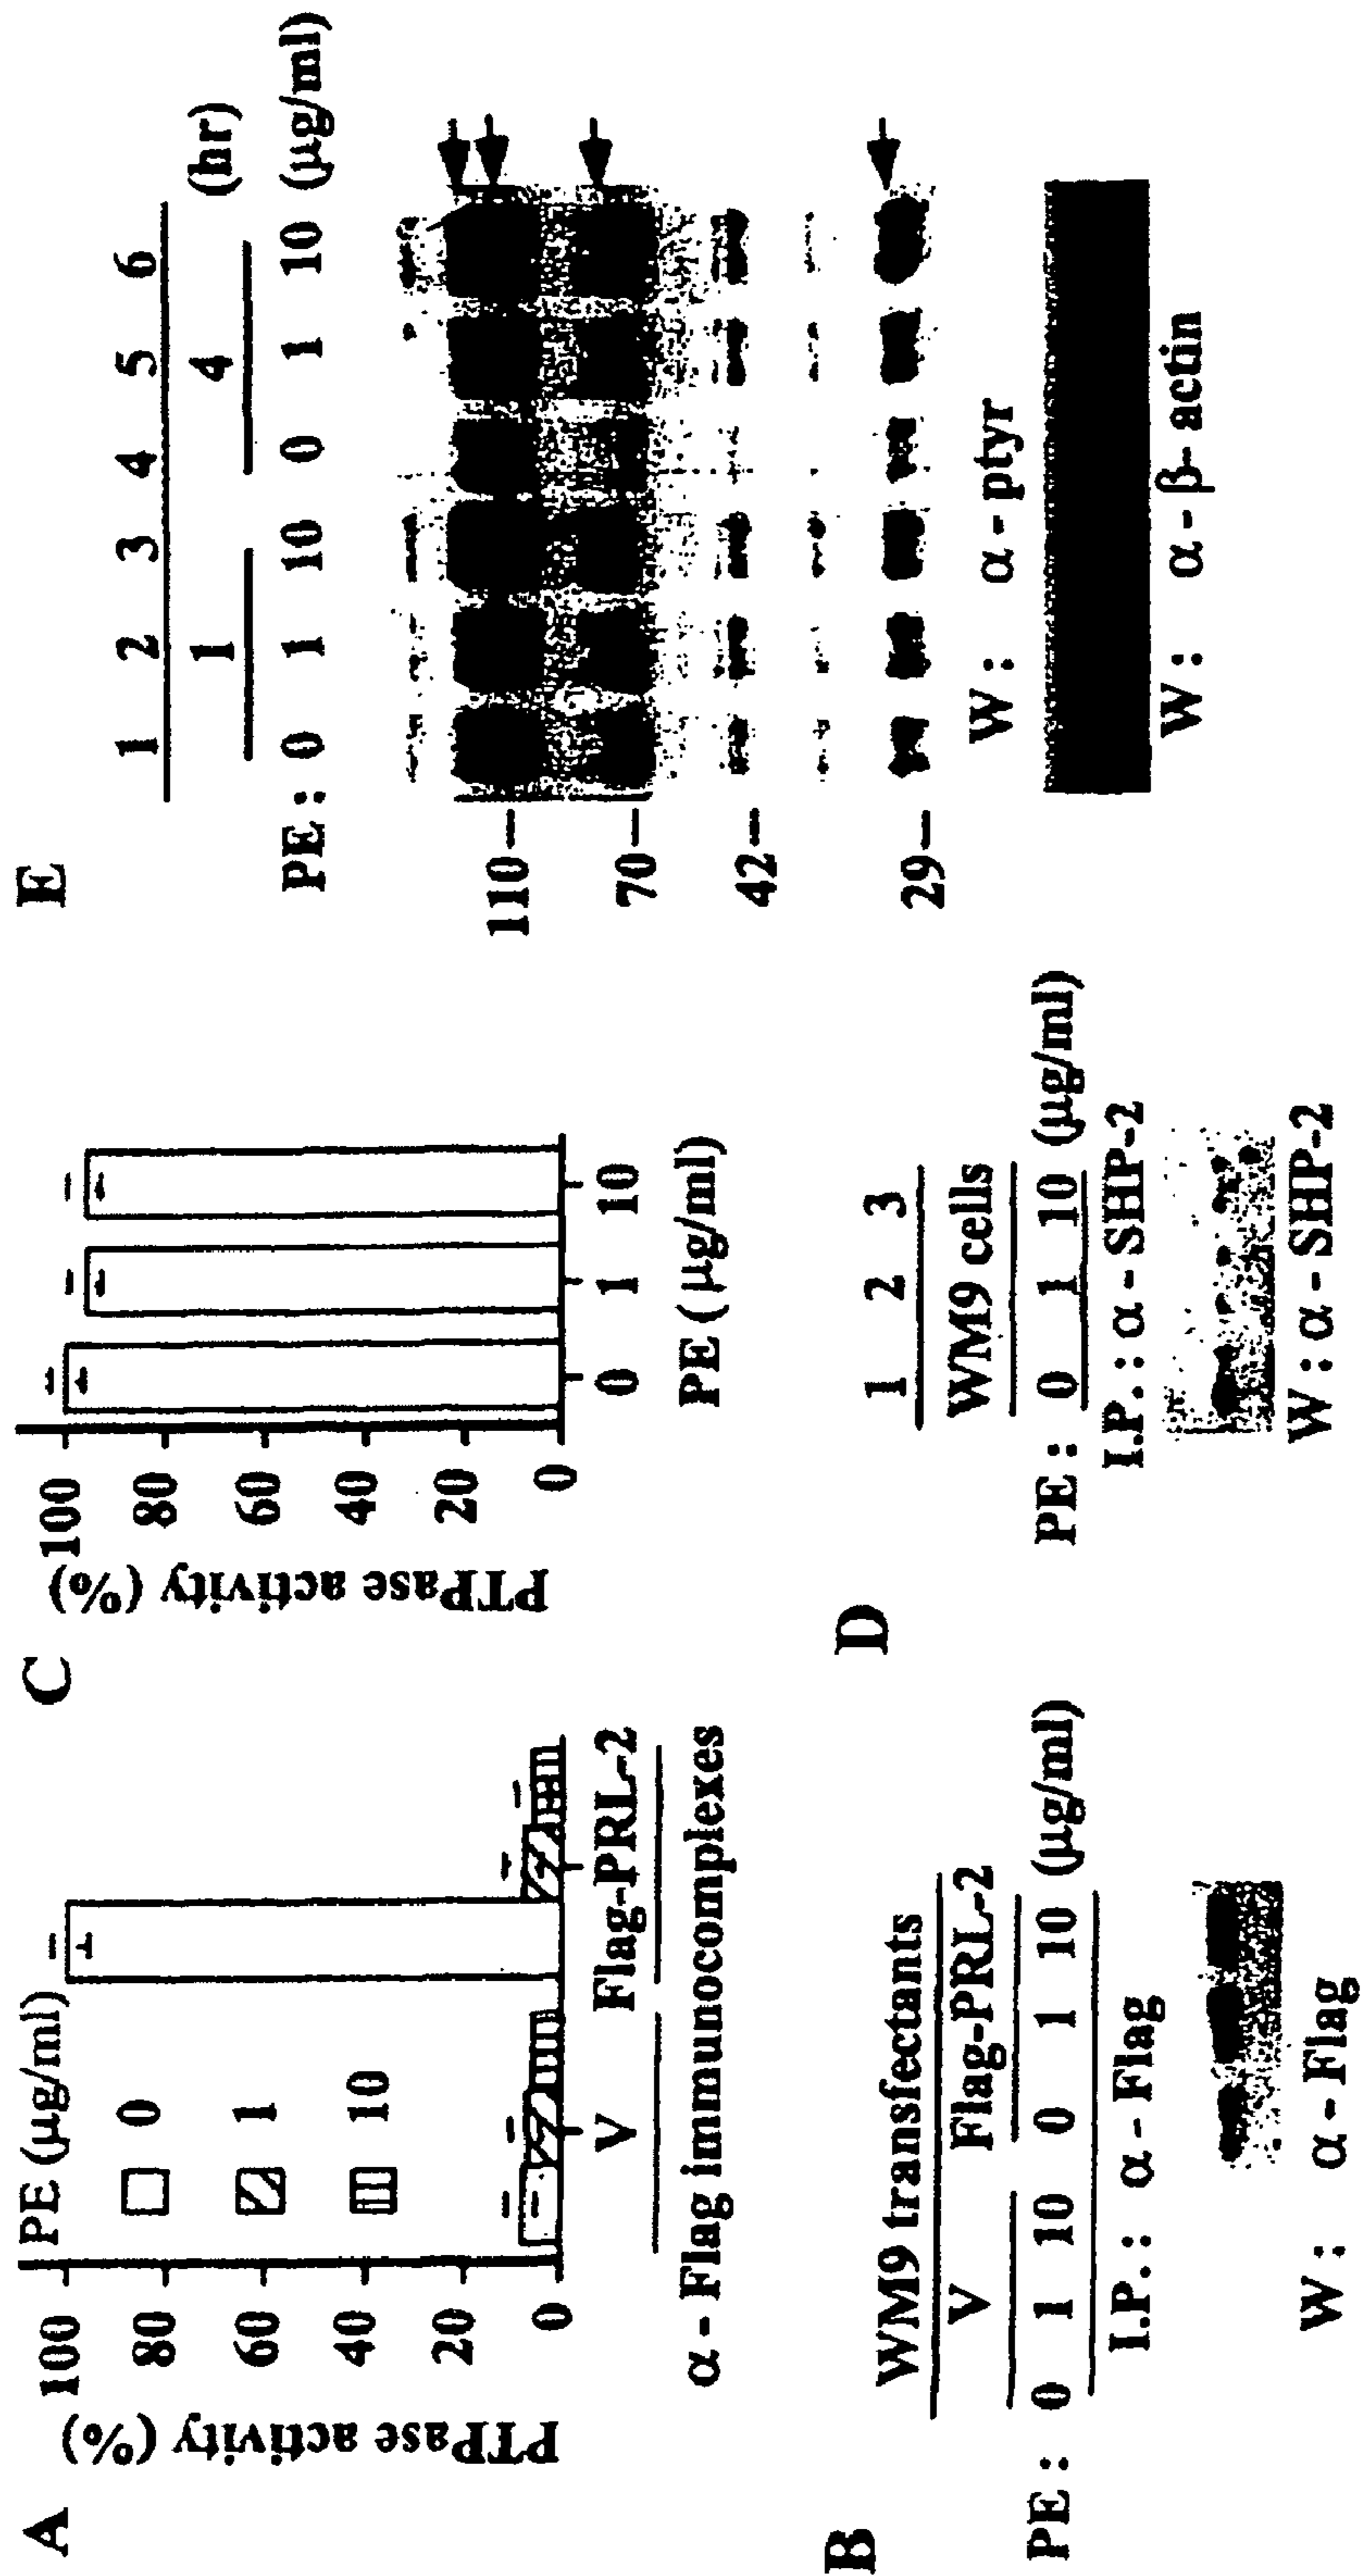 A
PTPase activity (%)
100
80
60
40
20
0
PE (μg/ml)
0
1
10
V Flag-PRL-2
α - Flag immunocomplexes
B
WM9 transfectants
V Flag-PRL-2
PE : 0 1 10 0 1 10 (μg/ml)
I.P. : α - Flag
W : α - Flag
C
PTPase activity (%)
100
80
60
40
20
0
0 1 10
PE ( μg/ml)
D
1 2 3
WM9 cells
PE : 0 1 10 (μg/ml)
I.P. : α - SHP-2
W : α - SHP-2
E
1 2 3 4 5 6
1 4 (hr)
PE : 0 1 10 0 1 10 (μg/ml)
110
70
42
29
W : α - ptyr
W : α - β- actin